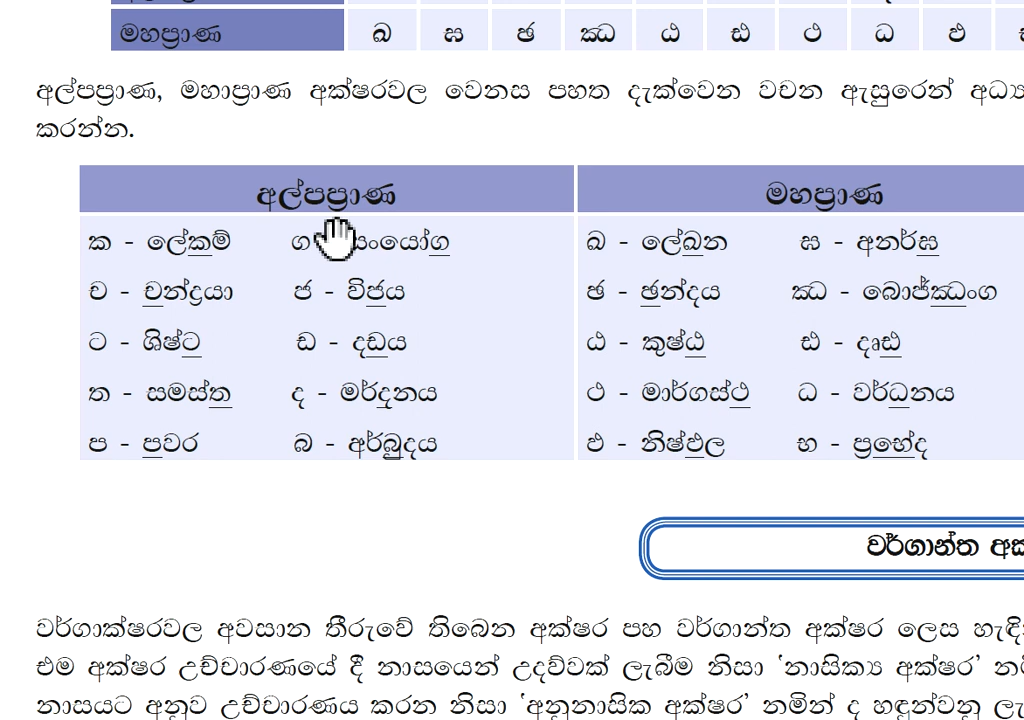 මහප්‍රාණ ඛ ඝ ඡ ඣ ඨ ඪ ථ ධ ඵ
අල්පප්‍රාණ, මහාප්‍රාණ අක්ෂරවල වෙනස පහත දැක්වෙන වචන ඇසුරෙන්
කරන්න.
අල්පප්‍රාණ මහප්‍රාණ
ක - ලේකම් ග සංයෝග ඛ - ලේඛන ඝ - අනර්ඝ
ච - චන්ද්‍රයා ජ - විජය ඡ - ඡන්දය ඣ - බොජ්ඣංග
ට - ශිෂ්ට ඩ - දඩය ඨ - කුෂ්ඨ ඪ - දෘඪ
ත - සමස්ත ද - මර්දනය ථ - මාර්ගස්ථ ධ - වර්ධනය
ප - පවර බ - අර්බුදය ඵ - නිෂ්ඵල භ - ප්‍රභේද
වර්ගාන්ත
වර්ගාක්ෂරවල අවසාන තීරුවේ තිබෙන අක්ෂර පහ වර්ගාන්ත අක්ෂර ලෙස
එම අක්ෂර උච්චාරණයේ දී නාසයෙන් උදව්වක් ලැබීම නිසා ‘නාසික්‍ය අක්ෂර’
නාසයට අනුව උච්චාරණය කරන නිසා ‘අනුනාසික අක්ෂර’ නමින් ද හඳුන්වනු